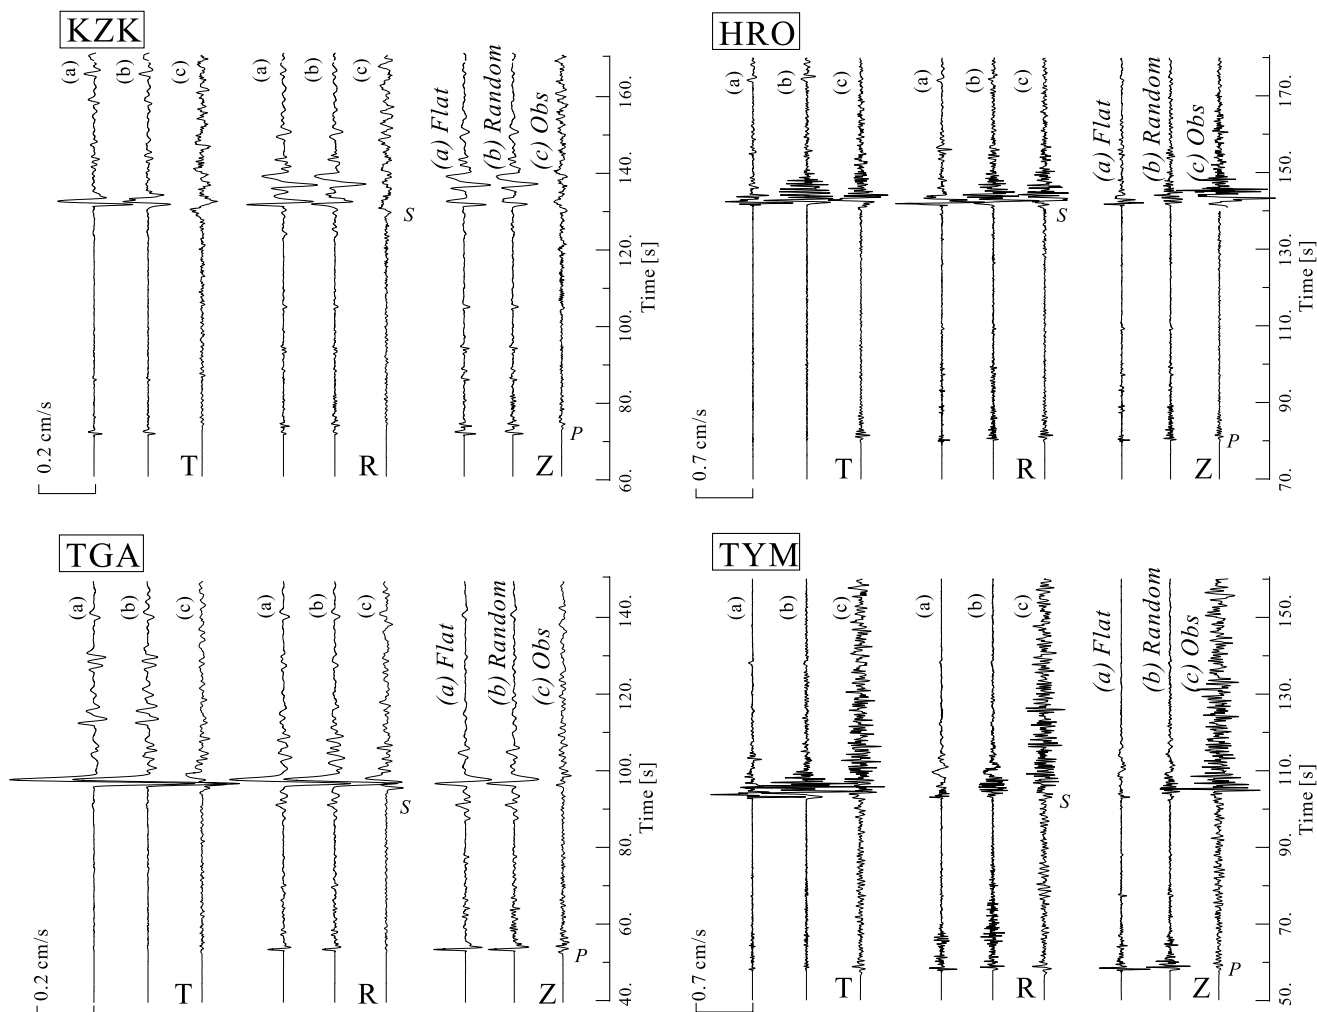 KZK
(a)
(b)
(c)
(a)
(b)
(c)
(a) Flat
(b) Random
(c) Obs
S
P
T
R
Z
0.2 cm/s
160.
140.
120.
100.
80.
60.
Time [s]
HRO
(a)
(b)
(c)
(a)
(b)
(c)
(a) Flat
(b) Random
(c) Obs
S
P
T
R
Z
0.7 cm/s
170.
150.
130.
110.
90.
70.
Time [s]
TGA
(a)
(b)
(c)
(a)
(b)
(c)
(a) Flat
(b) Random
(c) Obs
S
P
T
R
Z
0.2 cm/s
140.
120.
100.
80.
60.
40.
Time [s]
TYM
(a)
(b)
(c)
(a)
(b)
(c)
(a) Flat
(b) Random
(c) Obs
S
P
T
R
Z
0.7 cm/s
150.
130.
110.
90.
70.
50.
Time [s]